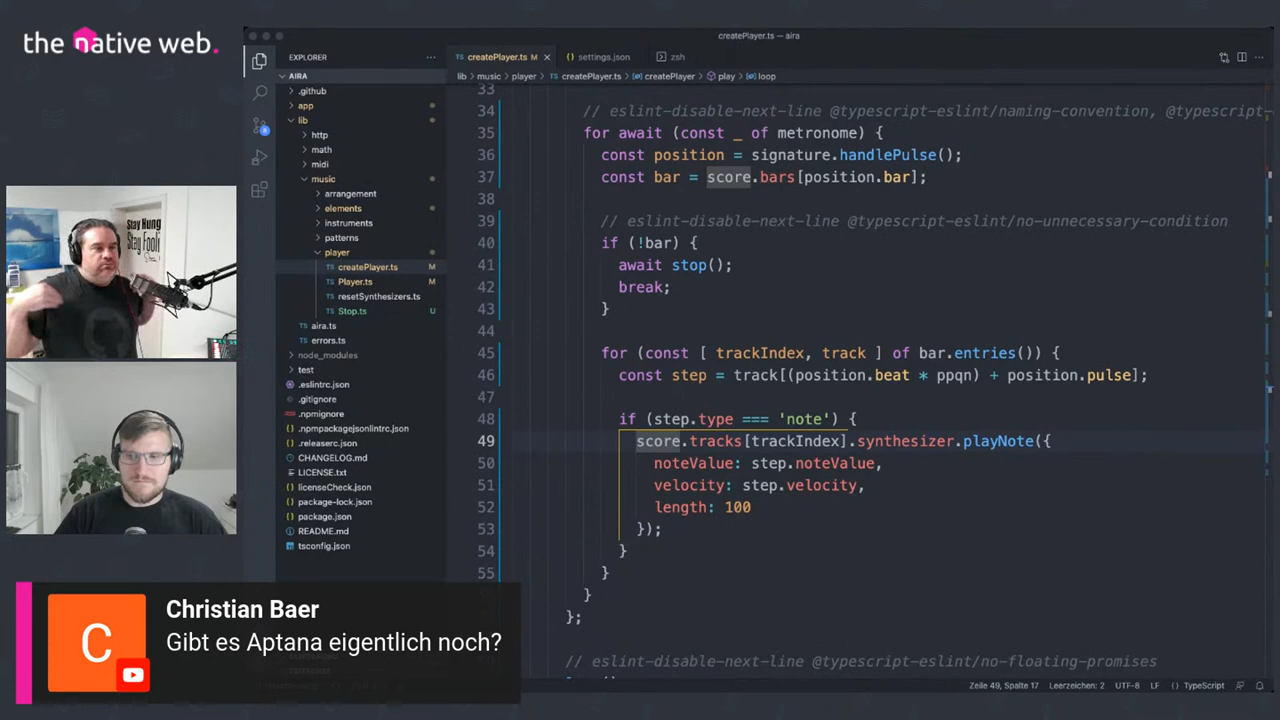 the native web.
createPlayer.ts — aira
EXPLORER
createPlayer.ts M
settings.json
zsh
AIRA
lib > music > player > createPlayer.ts > createPlayer > play > loop
.github
app
lib
http
math
midi
music
arrangement
elements
instruments
patterns
player
createPlayer.ts M
Player.ts M
resetSynthesizers.ts
Stop.ts U
aira.ts
errors.ts
node_modules
test
.eslintrc.json
.gitignore
.npmignore
.npmpackagejsonlintrc.json
.releaserc.json
CHANGELOG.md
LICENSE.txt
licenseCheck.json
package-lock.json
package.json
README.md
tsconfig.json
33
34 // eslint-disable-next-line @typescript-eslint/naming-convention, @typescript-
35 for await (const _ of metronome) {
36 const position = signature.handlePulse();
37 const bar = score.bars[position.bar];
38
39 // eslint-disable-next-line @typescript-eslint/no-unnecessary-condition
40 if (!bar) {
41 await stop();
42 break;
43 }
44
45 for (const [ trackIndex, track ] of bar.entries()) {
46 const step = track[(position.beat * ppqn) + position.pulse];
47
48 if (step.type === 'note') {
49 score.tracks[trackIndex].synthesizer.playNote({
50 noteValue: step.noteValue,
51 velocity: step.velocity,
52 length: 100
53 });
54 }
55 }
}
};
// eslint-disable-next-line @typescript-eslint/no-floating-promises
Stay Hung
Stay Fooli
C
Christian Baer
Gibt es Aptana eigentlich noch?
Zeile 49, Spalte 17 Leerzeichen: 2 UTF-8 LF { } TypeScript